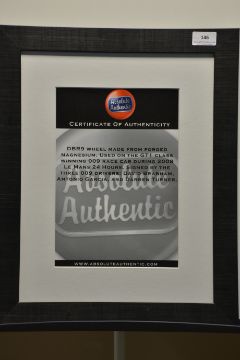 146
Absolute
Authentic
CERTIFICATE OF AUTHENTICITY
DBR9 WHEEL MADE FROM FORGED
MAGNESIUM. USED ON THE GT1 CLASS
WINNING 009 RACE CAR DURING 2008
LE MANS 24 HOURS. SIGNED BY THE
THREE 009 DRIVERS: DAVID BRABHAM,
ANTONIO GARCIA, AND DARREN TURNER.
Absolute
Authentic
WWW.ABSOLUTEAUTHENTIC.COM